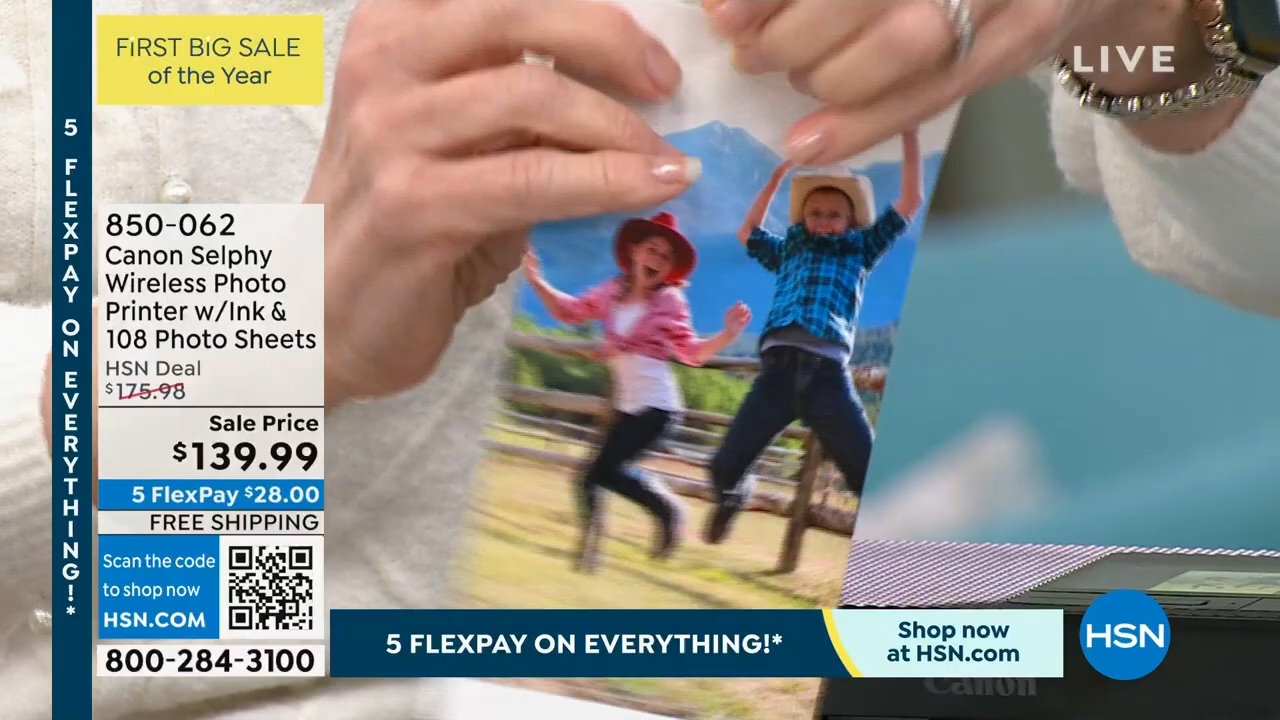 FiRST BiG SALE
of the Year
LIVE
5 FLEXPAY ON EVERYTHING!*
850-062
Canon Selphy
Wireless Photo
Printer w/Ink &
108 Photo Sheets
HSN Deal
$175.98
Sale Price
$139.99
5 FlexPay $28.00
FREE SHIPPING
Scan the code
to shop now
HSN.COM
800-284-3100
5 FLEXPAY ON EVERYTHING!*
Shop now
at HSN.com
HSN
Canon